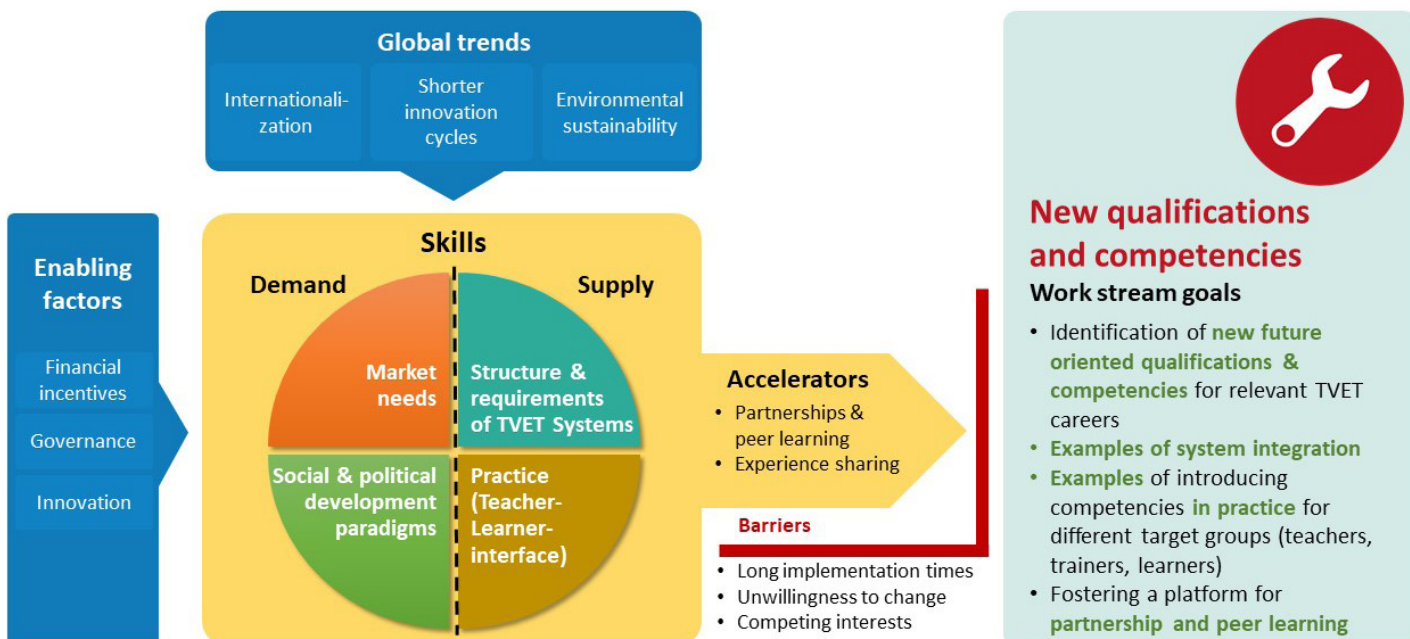 Global trends
Internationali-
zation
Shorter
innovation
cycles
Environmental
sustainability
Enabling
factors
Financial
incentives
Governance
Innovation
Skills
Demand
Supply
Market
needs
Structure &
requirements
of TVET Systems
Social & political
development
paradigms
Practice
(Teacher-
Learner-
interface)
Accelerators
• Partnerships &
peer learning
• Experience sharing
Barriers
• Long implementation times
• Unwillingness to change
• Competing interests
New qualifications
and competencies
Work stream goals
• Identification of new future
oriented qualifications &
competencies for relevant TVET
careers
• Examples of system integration
• Examples of introducing
competencies in practice for
different target groups (teachers,
trainers, learners)
• Fostering a platform for
partnership and peer learning